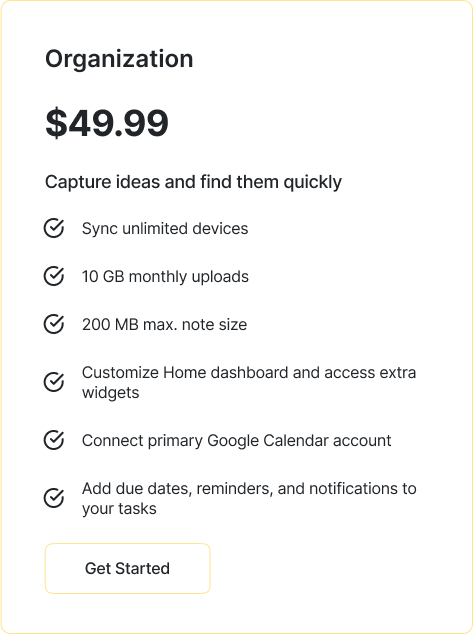 Organization
$49.99
Capture ideas and find them quickly
Sync unlimited devices
10 GB monthly uploads
200 MB max. note size
Customize Home dashboard and access extra
widgets
Connect primary Google Calendar account
Add due dates, reminders, and notifications to
your tasks
Get Started